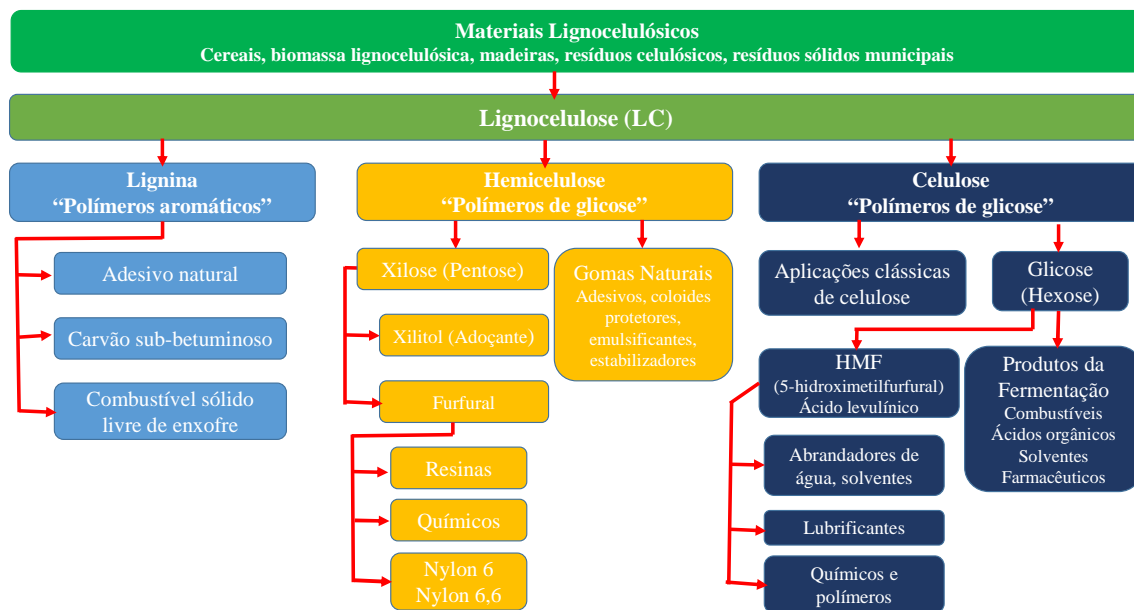 Materiais Lignocelulósicos
Cereais, biomassa lignocelulósica, madeiras, resíduos celulósicos, resíduos sólidos municipais
Lignocelulose (LC)
Lignina
“Polímeros aromáticos”
Adesivo natural
Carvão sub-betuminoso
Combustível sólido
livre de enxofre
Hemicelulose
“Polímeros de glicose”
Xilose (Pentose)
Xilitol (Adoçante)
Furfural
Resinas
Químicos
Nylon 6
Nylon 6,6
Gomas Naturais
Adesivos, coloides
protetores,
emulsificantes,
estabilizadores
Celulose
“Polímeros de glicose”
Aplicações clássicas
de celulose
Glicose
(Hexose)
HMF
(5-hidroximetilfurfural)
Ácido levulínico
Abrandadores de
água, solventes
Lubrificantes
Químicos e
polímeros
Produtos da
Fermentação
Combustíveis
Ácidos orgânicos
Solventes
Farmacêuticos